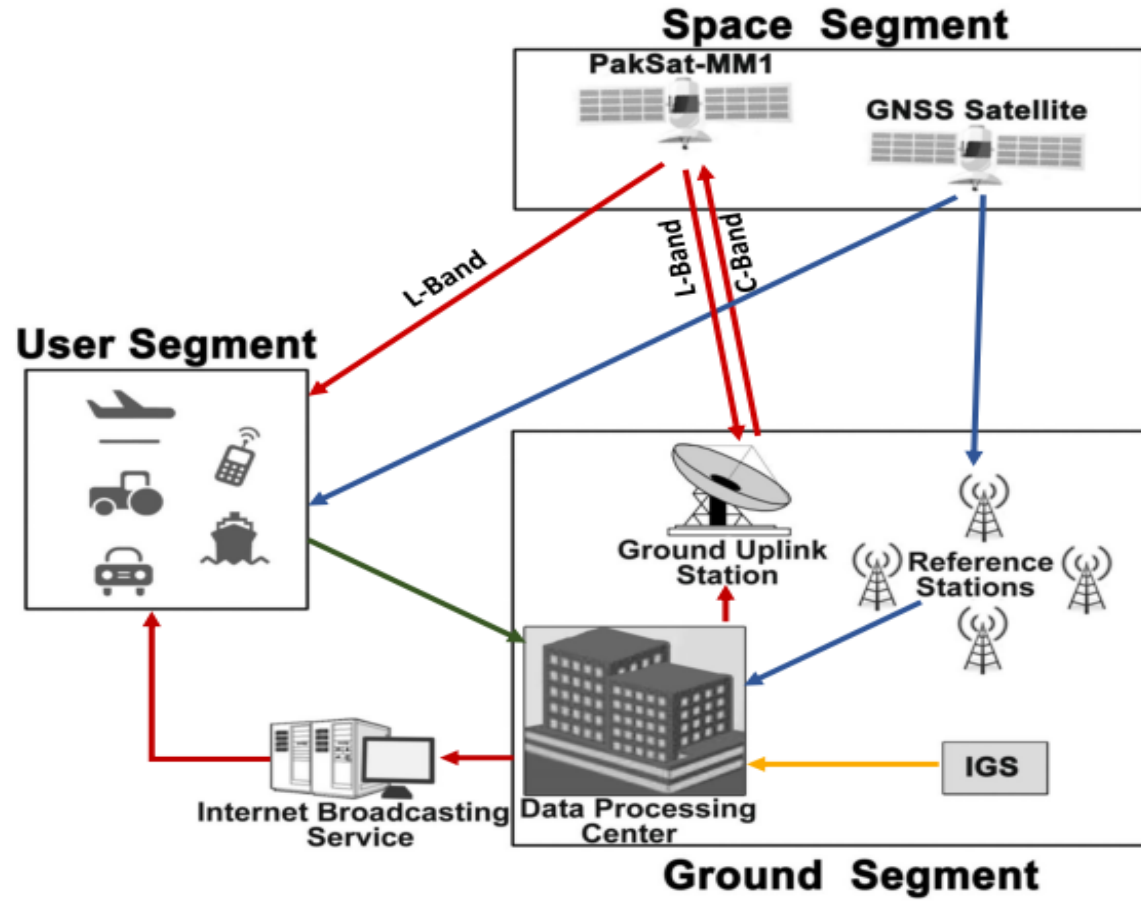 Space Segment
PakSat-MM1
GNSS Satellite
L-Band
L-Band
C-Band
User Segment
Ground Uplink
Station
Reference
Stations
IGS
Internet Broadcasting
Service
Data Processing
Center
Ground Segment